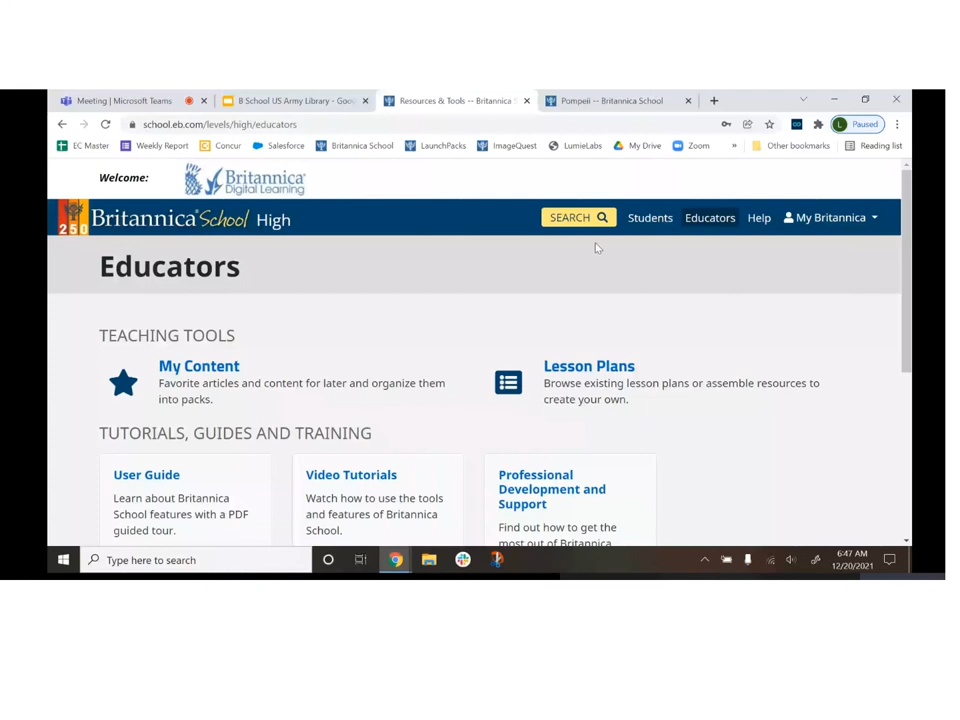 Meeting | Microsoft Teams
B School US Army Library - Goo
Resources & Tools -- Britannica S
Pompeii -- Britannica School
school.eb.com/levels/high/educators
L Paused
EC Master Weekly Report Concur Salesforce Britannica School LaunchPacks ImageQuest LumieLabs My Drive Zoom » Other bookmarks Reading list
Welcome:
Britannica
Digital Learning
250
Britannica School High
SEARCH Students Educators Help My Britannica
Educators
TEACHING TOOLS
My Content
Favorite articles and content for later and organize them
into packs.
Lesson Plans
Browse existing lesson plans or assemble resources to
create your own.
TUTORIALS, GUIDES AND TRAINING
User Guide
Learn about Britannica
School features with a PDF
guided tour.
Video Tutorials
Watch how to use the tools
and features of Britannica
School.
Professional
Development and
Support
Find out how to get the
most out of Britannica
Type here to search
6:47 AM
12/20/2021